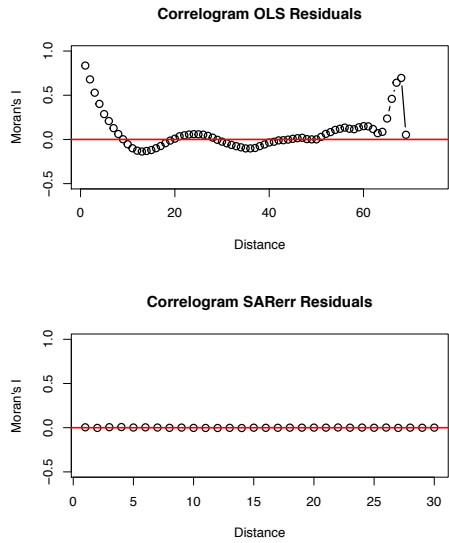 Correlogram OLS Residuals
1.0
0.5
0.0
−0.5
Moran's I
0 20 40 60
Distance
Correlogram SARerr Residuals
1.0
0.5
0.0
−0.5
Moran's I
0 5 10 15 20 25 30
Distance